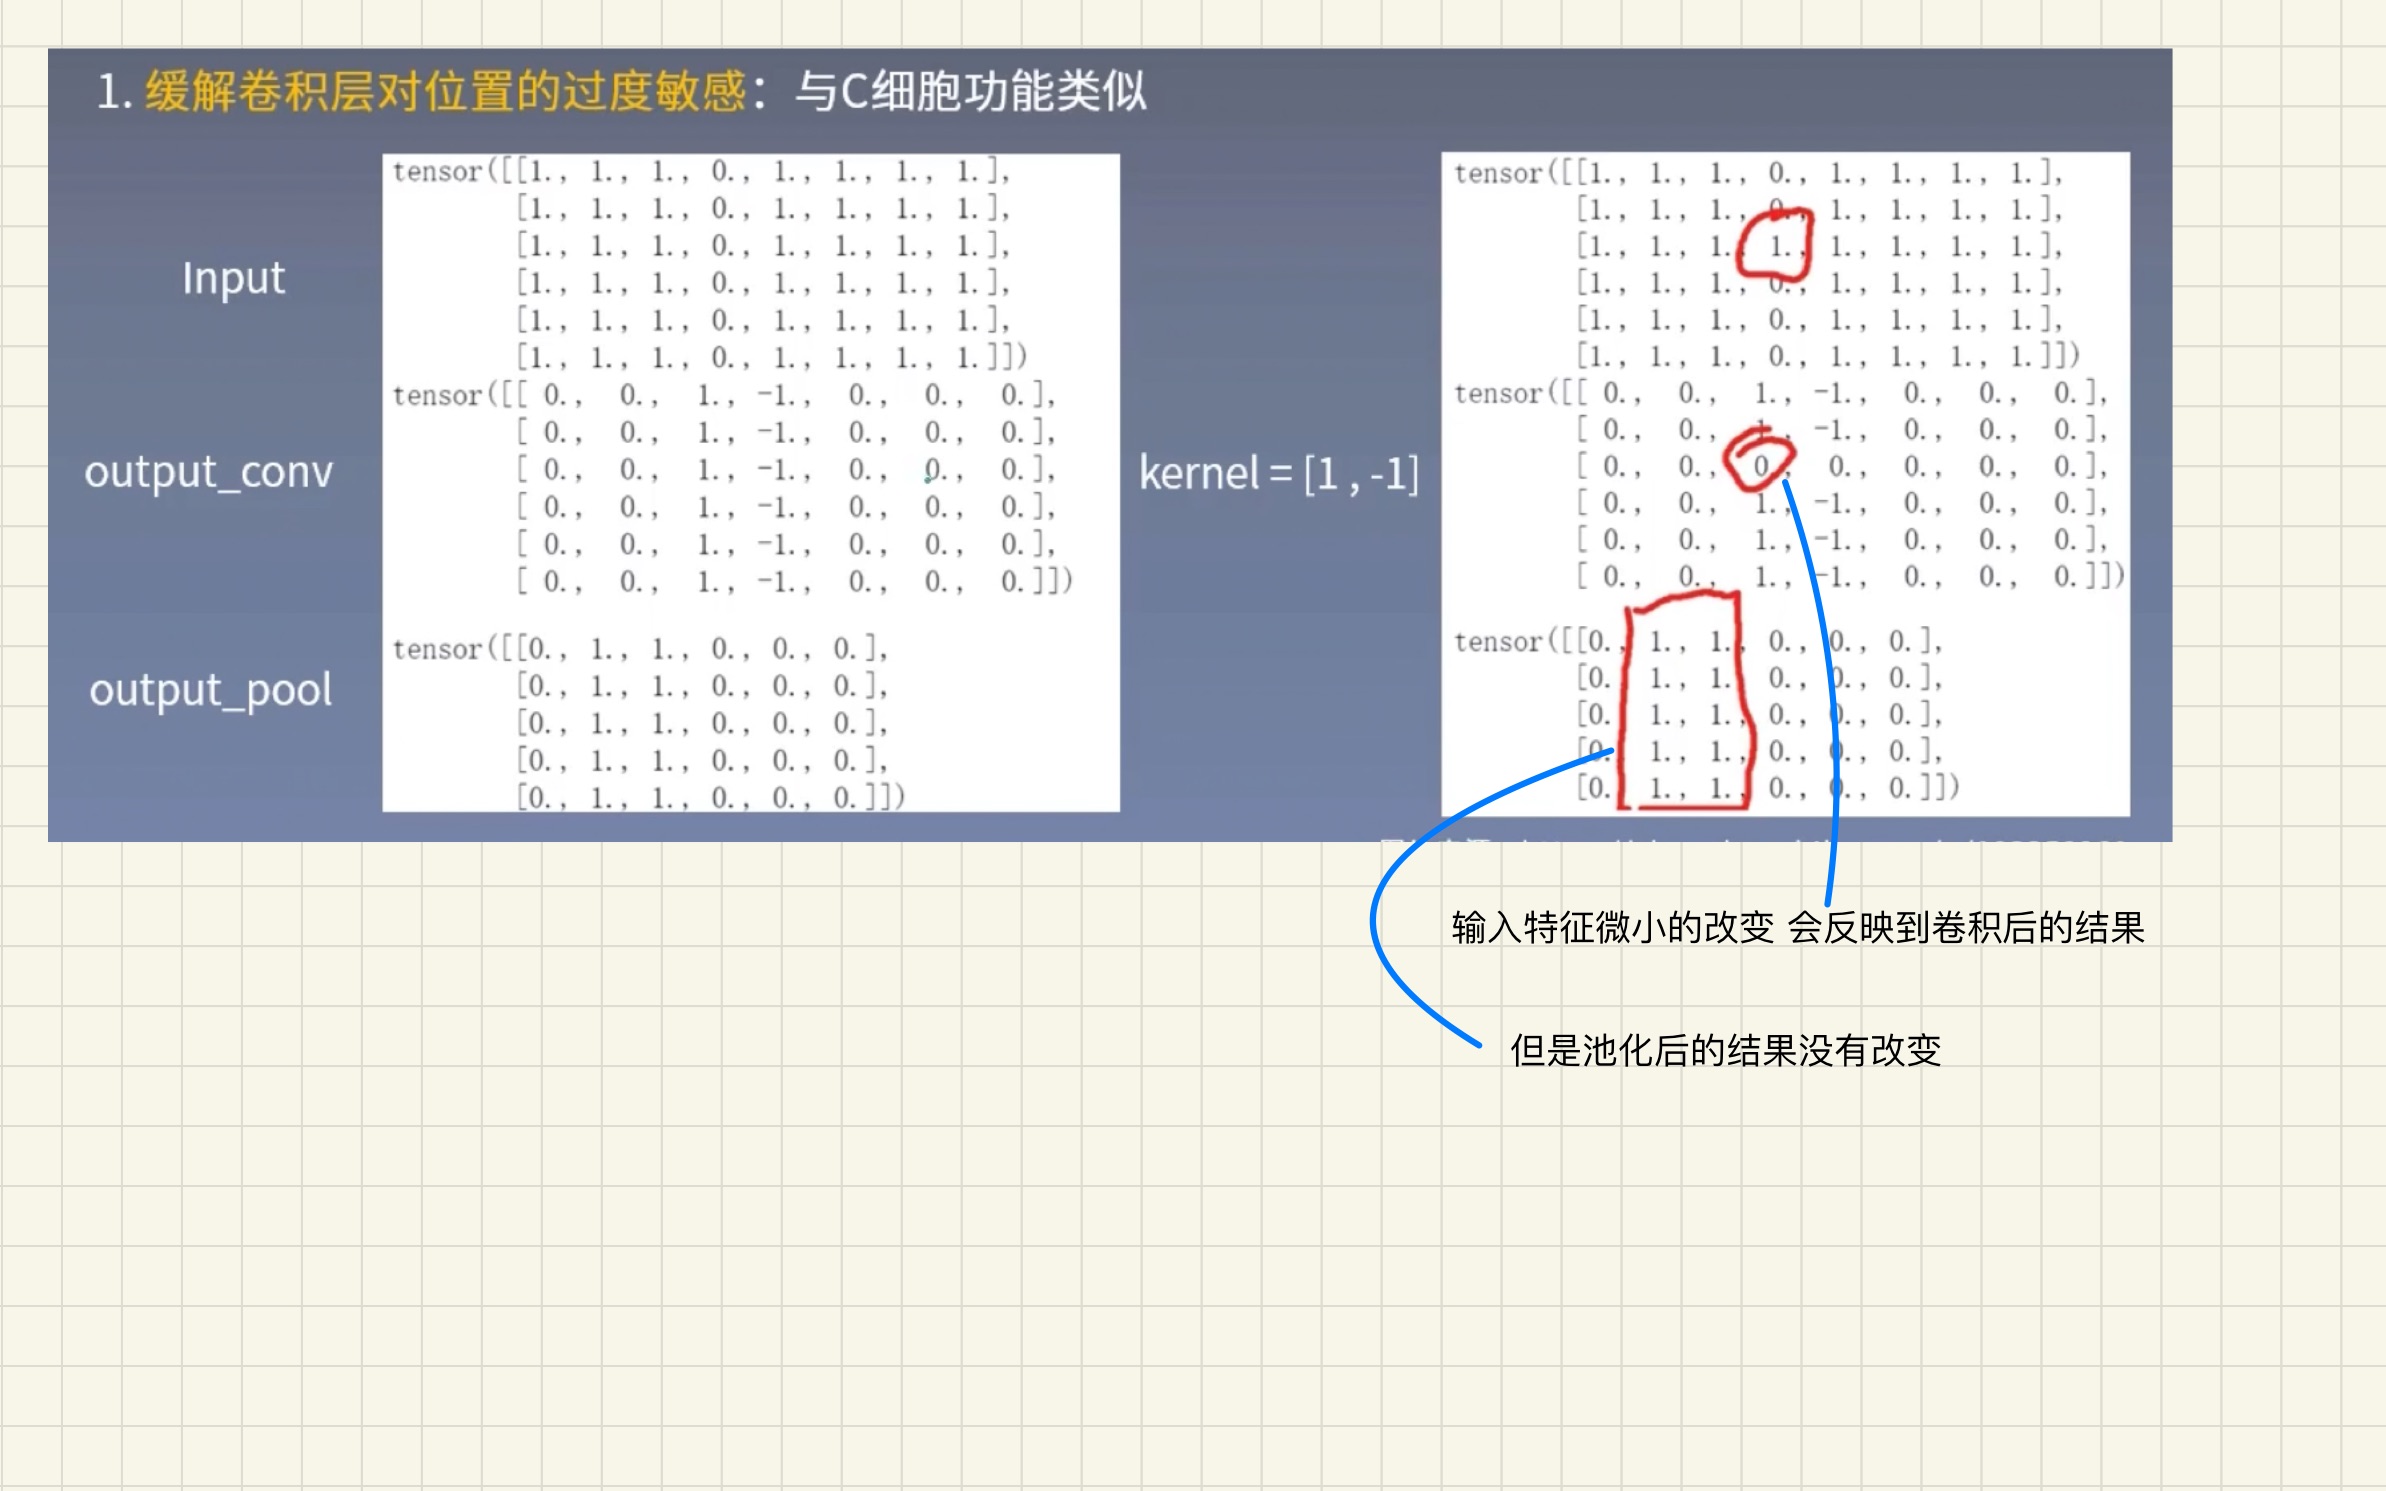 1. 缓解卷积层对位置的过度敏感：与C细胞功能类似
Input
tensor([[1., 1., 1., 0., 1., 1., 1., 1.],
[1., 1., 1., 0., 1., 1., 1., 1.],
[1., 1., 1., 0., 1., 1., 1., 1.],
[1., 1., 1., 0., 1., 1., 1., 1.],
[1., 1., 1., 0., 1., 1., 1., 1.],
[1., 1., 1., 0., 1., 1., 1., 1.]])
output_conv
tensor([[ 0., 0., 1., -1., 0., 0., 0.],
[ 0., 0., 1., -1., 0., 0., 0.],
[ 0., 0., 1., -1., 0., 0., 0.],
[ 0., 0., 1., -1., 0., 0., 0.],
[ 0., 0., 1., -1., 0., 0., 0.],
[ 0., 0., 1., -1., 0., 0., 0.]])
output_pool
tensor([[0., 1., 1., 0., 0., 0.],
[0., 1., 1., 0., 0., 0.],
[0., 1., 1., 0., 0., 0.],
[0., 1., 1., 0., 0., 0.],
[0., 1., 1., 0., 0., 0.]])
kernel = [1 , -1]
tensor([[1., 1., 1., 0., 1., 1., 1., 1.],
[1., 1., 1., 0., 1., 1., 1., 1.],
[1., 1., 1., 1., 1., 1., 1., 1.],
[1., 1., 1., 0., 1., 1., 1., 1.],
[1., 1., 1., 0., 1., 1., 1., 1.],
[1., 1., 1., 0., 1., 1., 1., 1.]])
tensor([[ 0., 0., 1., -1., 0., 0., 0.],
[ 0., 0., 1., -1., 0., 0., 0.],
[ 0., 0., 0., 0., 0., 0., 0.],
[ 0., 0., 1., -1., 0., 0., 0.],
[ 0., 0., 1., -1., 0., 0., 0.],
[ 0., 0., 1., -1., 0., 0., 0.]])
tensor([[0., 1., 1., 0., 0., 0.],
[0., 1., 1., 0., 0., 0.],
[0., 1., 1., 0., 0., 0.],
[0., 1., 1., 0., 0., 0.],
[0., 1., 1., 0., 0., 0.]])
输入特征微小的改变 会反映到卷积后的结果
但是池化后的结果没有改变